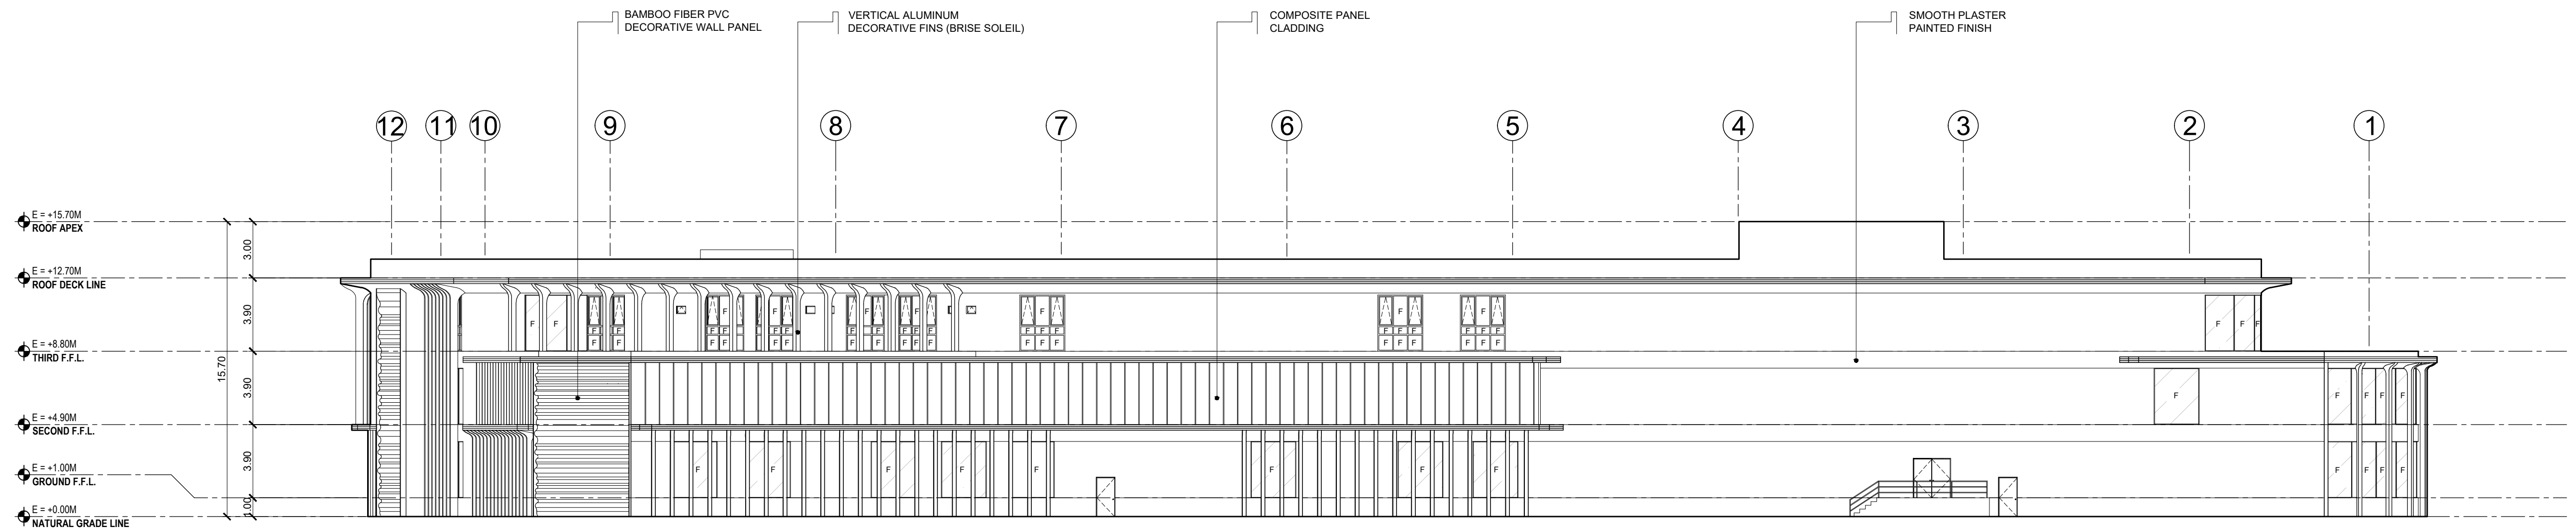 BAMBOO FIBER PVC
DECORATIVE WALL PANEL
VERTICAL ALUMINUM
DECORATIVE FINS (BRISE SOLEIL)
COMPOSITE PANEL
CLADDING
SMOOTH PLASTER
PAINTED FINISH
12 11 10 9 8 7 6 5 4 3 2 1
E = +15.70M
ROOF APEX
3.00
E = +12.70M
ROOF DECK LINE
3.90
F F F F F F F F F F F F F F F F F
F F F F F F F F F F F F F F F F F F
F F F F F F F F F F F F F F F F F F
E = +8.80M
THIRD F.F.L.
15.70
3.90
F F F F F
E = +4.90M
SECOND F.F.L.
3.90
F F F F F F F F F F F F
E = +1.00M
GROUND F.F.L.
1.00
E = +0.00M
NATURAL GRADE LINE